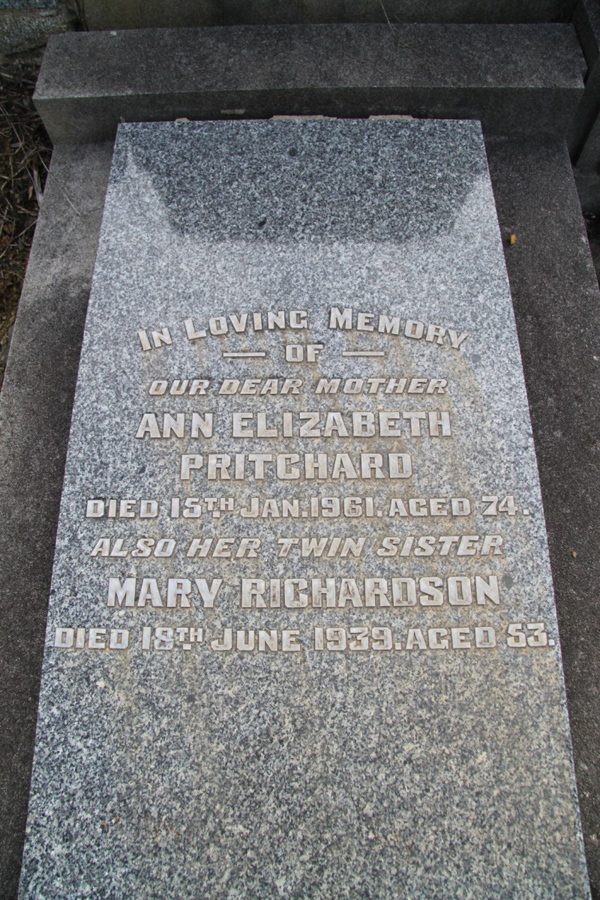 IN LOVING MEMORY
OF
OUR DEAR MOTHER
ANN ELIZABETH
PRITCHARD
DIED 15TH JAN. 1961. AGED 74.
ALSO HER TWIN SISTER
MARY RICHARDSON
DIED 18TH JUNE 1939. AGED 53.